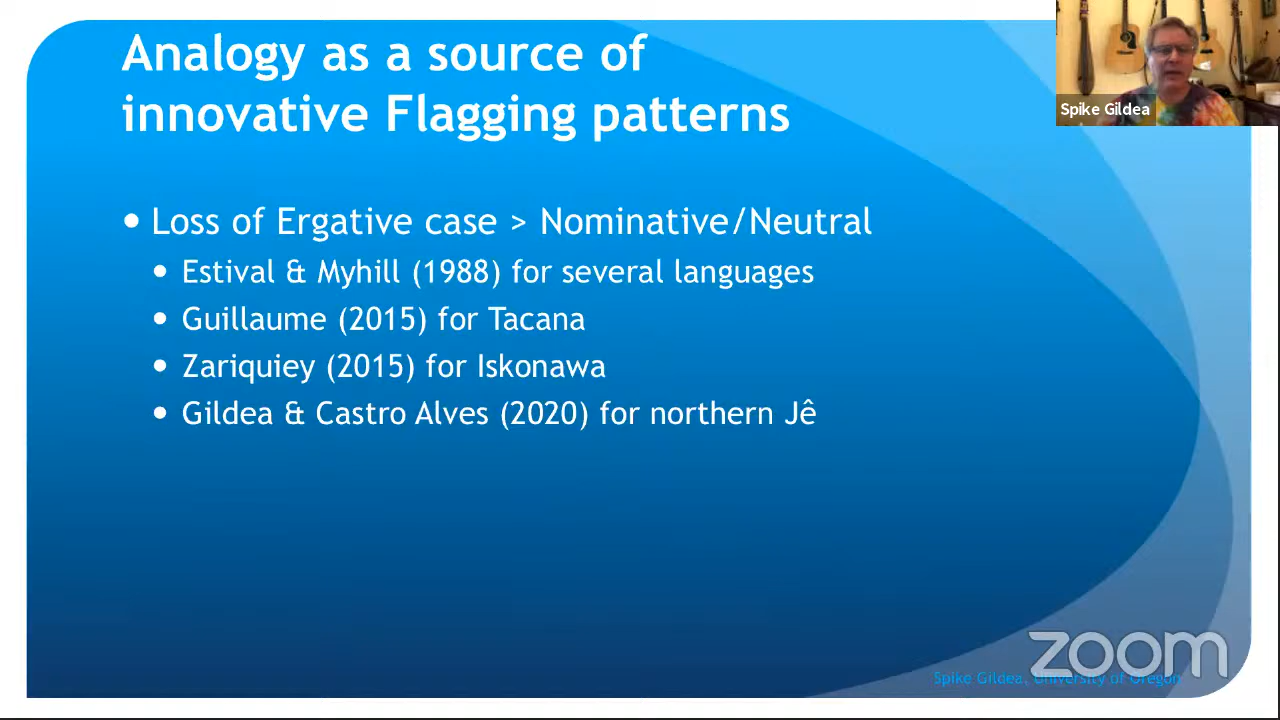 Analogy as a source of
innovative Flagging patterns
Spike Gildea
• Loss of Ergative case > Nominative/Neutral
• Estival & Myhill (1988) for several languages
• Guillaume (2015) for Tacana
• Zariquiey (2015) for Iskonawa
• Gildea & Castro Alves (2020) for northern Jê
zoom
Spike Gildea, University of Oregon